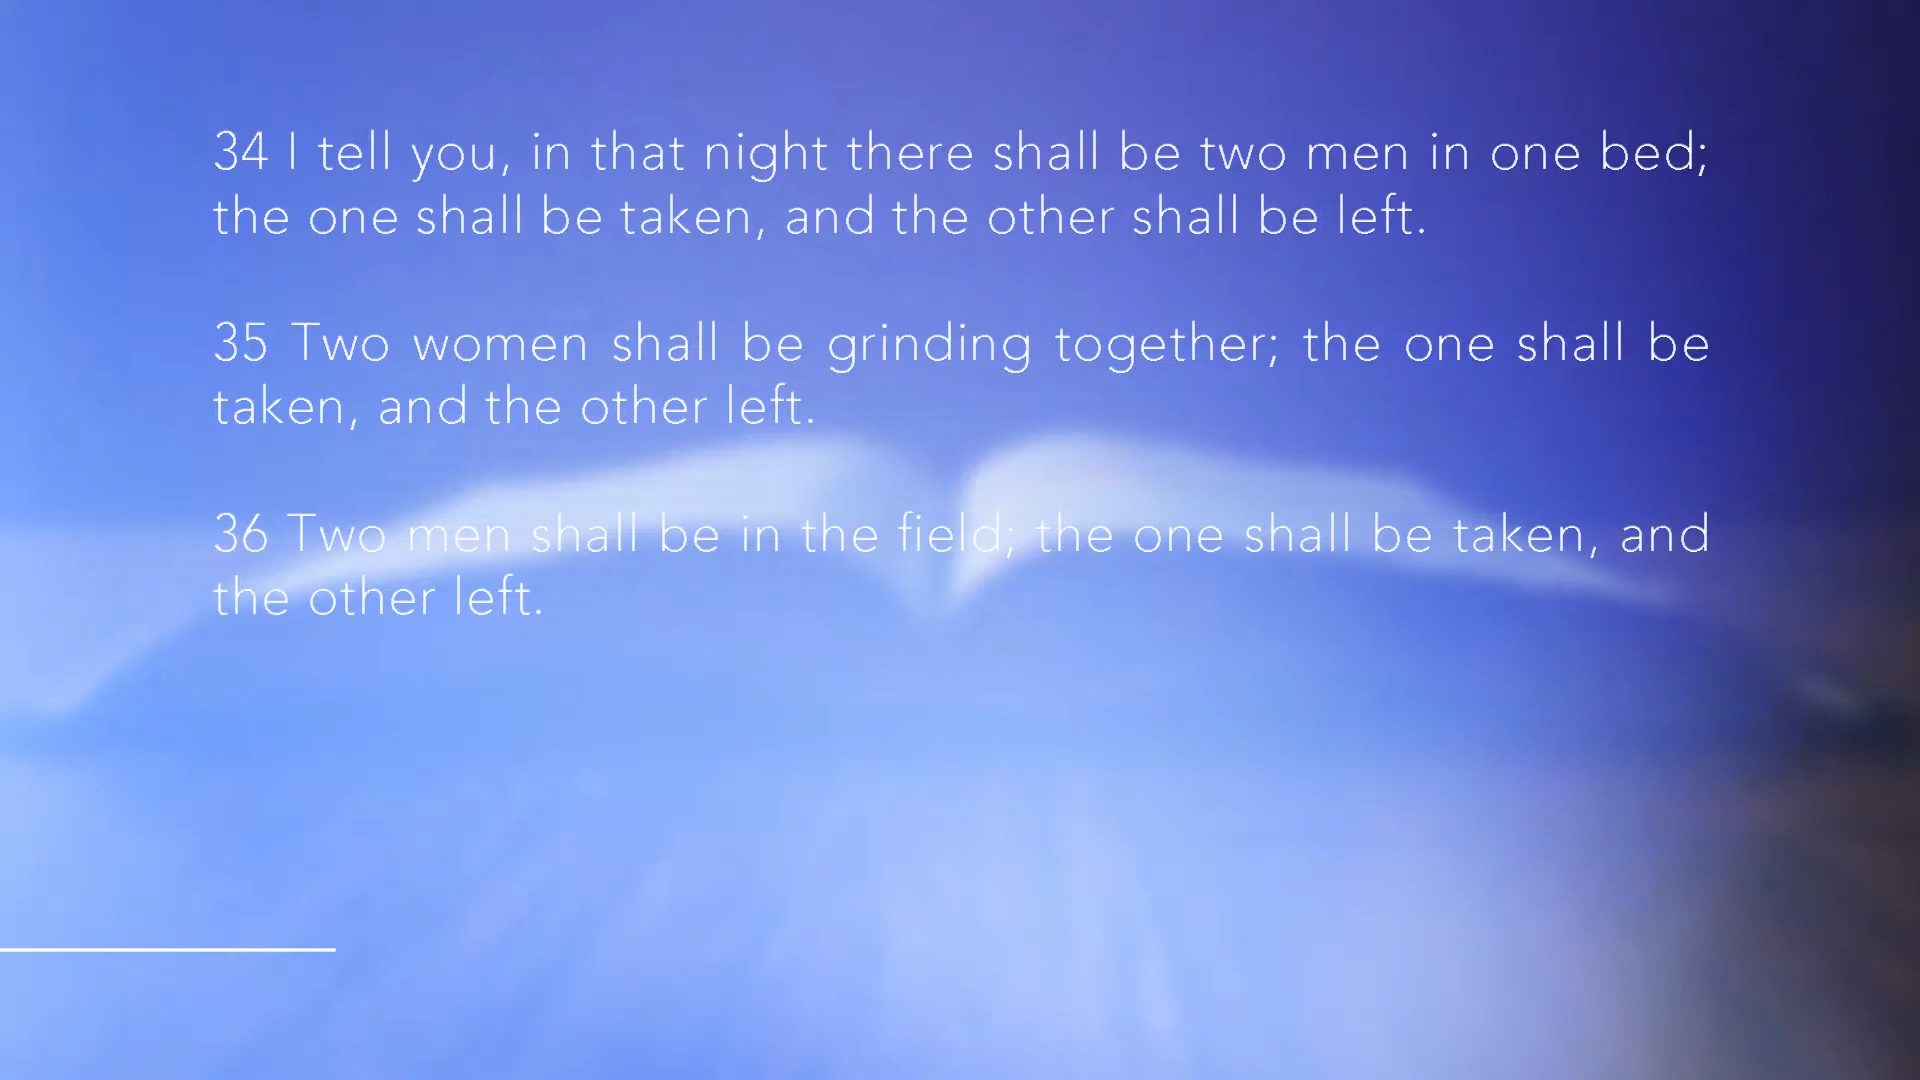 34 I tell you, in that night there shall be two men in one bed;
the one shall be taken, and the other shall be left.
35 Two women shall be grinding together; the one shall be
taken, and the other left.
36 Two men shall be in the field; the one shall be taken, and
the other left.